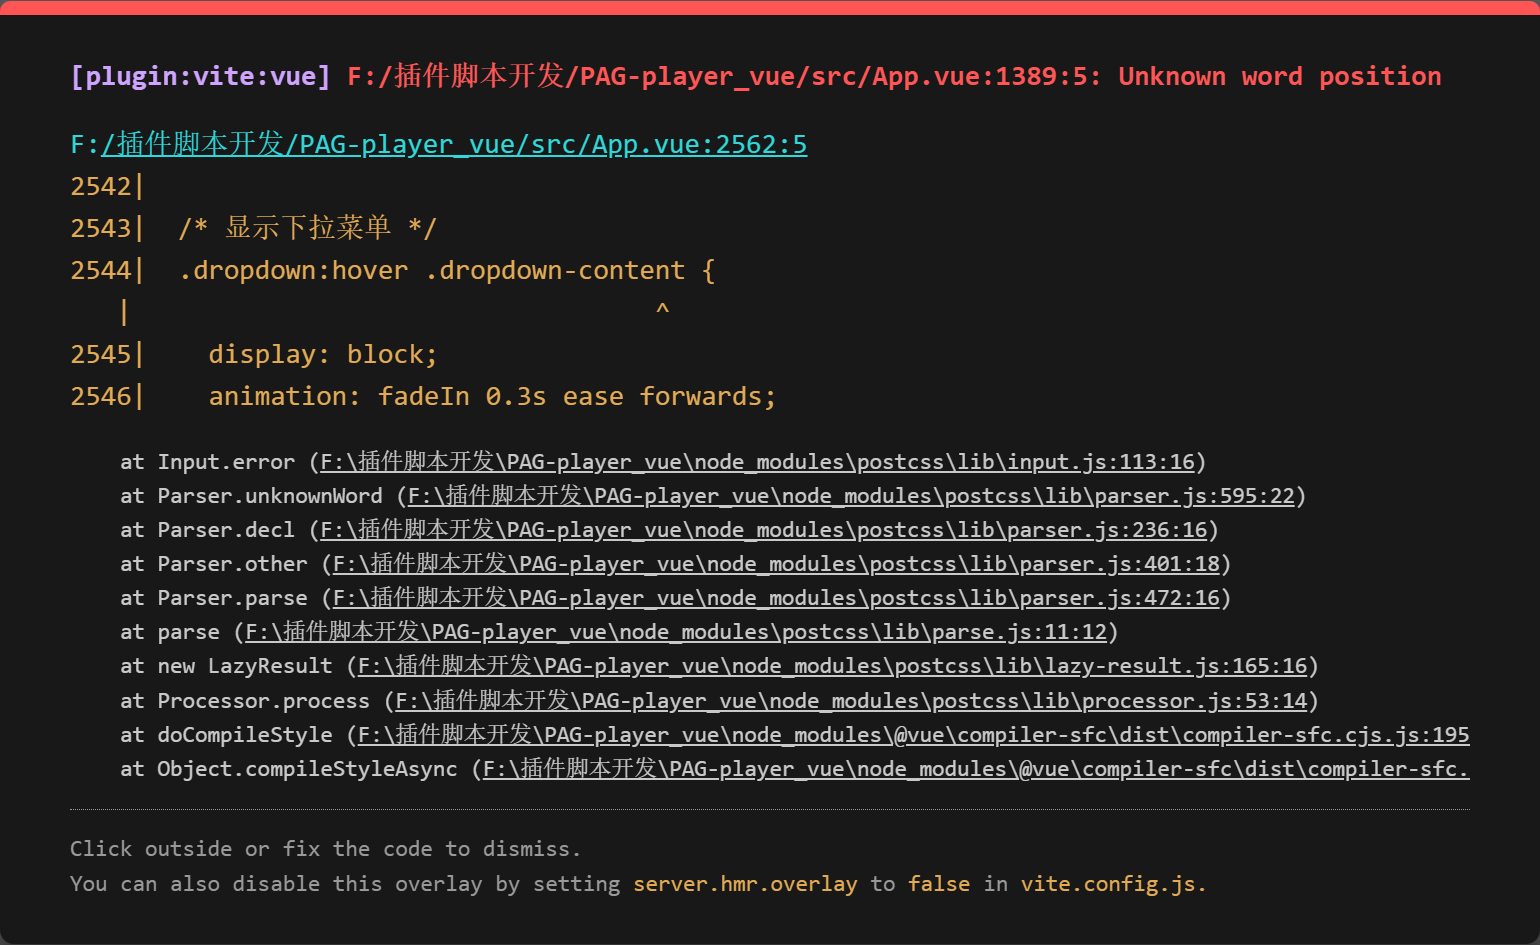 [plugin:vite:vue] F:/插件脚本开发/PAG-player_vue/src/App.vue:1389:5: Unknown word position
F:/插件脚本开发/PAG-player_vue/src/App.vue:2562:5
2542|
2543|  /* 显示下拉菜单 */
2544|  .dropdown:hover .dropdown-content {
   |                                  ^
2545|    display: block;
2546|    animation: fadeIn 0.3s ease forwards;
at Input.error (F:\插件脚本开发\PAG-player_vue\node_modules\postcss\lib\input.js:113:16)
at Parser.unknownWord (F:\插件脚本开发\PAG-player_vue\node_modules\postcss\lib\parser.js:595:22)
at Parser.decl (F:\插件脚本开发\PAG-player_vue\node_modules\postcss\lib\parser.js:236:16)
at Parser.other (F:\插件脚本开发\PAG-player_vue\node_modules\postcss\lib\parser.js:401:18)
at Parser.parse (F:\插件脚本开发\PAG-player_vue\node_modules\postcss\lib\parser.js:472:16)
at parse (F:\插件脚本开发\PAG-player_vue\node_modules\postcss\lib\parse.js:11:12)
at new LazyResult (F:\插件脚本开发\PAG-player_vue\node_modules\postcss\lib\lazy-result.js:165:16)
at Processor.process (F:\插件脚本开发\PAG-player_vue\node_modules\postcss\lib\processor.js:53:14)
at doCompileStyle (F:\插件脚本开发\PAG-player_vue\node_modules\@vue\compiler-sfc\dist\compiler-sfc.cjs.js:195
at Object.compileStyleAsync (F:\插件脚本开发\PAG-player_vue\node_modules\@vue\compiler-sfc\dist\compiler-sfc.
Click outside or fix the code to dismiss.
You can also disable this overlay by setting server.hmr.overlay to false in vite.config.js.